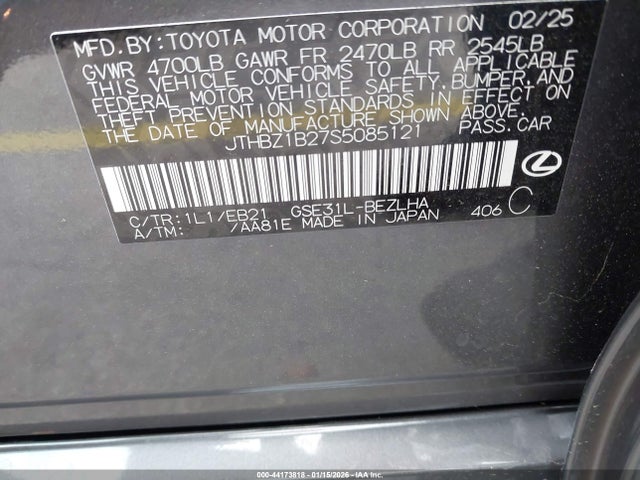 MFD.BY:TOYOTA MOTOR CORPORATION 02/25
GVWR 4700LB GAWR FR 2470LB RR 2545LB
THIS VEHICLE CONFORMS TO ALL APPLICABLE
FEDERAL MOTOR VEHICLE SAFETY,BUMPER,AND
THEFT PREVENTION STANDARDS IN EFFECT ON
THE DATE OF MANUFACTURE SHOWN ABOVE.
JTHBZ1B27S5085121 PASS.CAR
C/TR:1L1/EB21 GSE31L-BEZLHA
A/TM: /AA81E MADE IN JAPAN 406 C
000-44173818 - 01/15/2026 - IAA Inc.